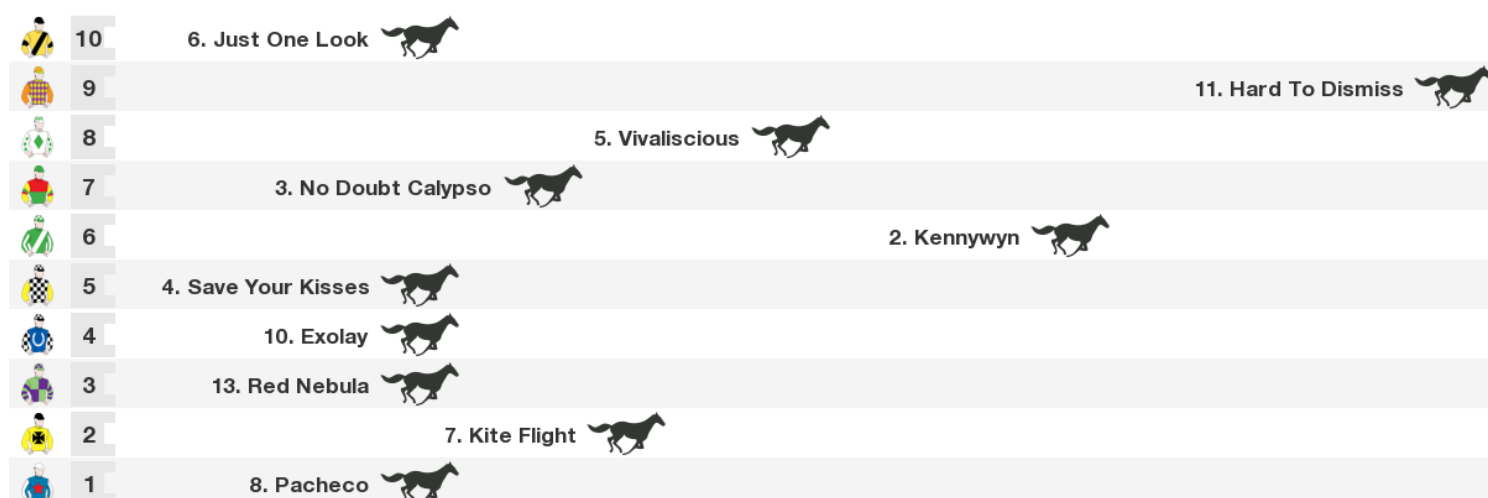 10 6. Just One Look
9 11. Hard To Dismiss
8 5. Vivaliscious
7 3. No Doubt Calypso
6 2. Kennywyn
5 4. Save Your Kisses
4 10. Exolay
3 13. Red Nebula
2 7. Kite Flight
1 8. Pacheco